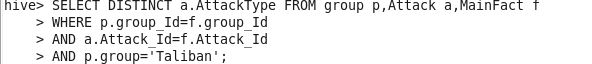 hive> SELECT DISTINCT a.AttackType FROM group p,Attack a,MainFact f
> WHERE p.group_Id=f.group_Id
> AND a.Attack_Id=f.Attack_Id
> AND p.group='Taliban';